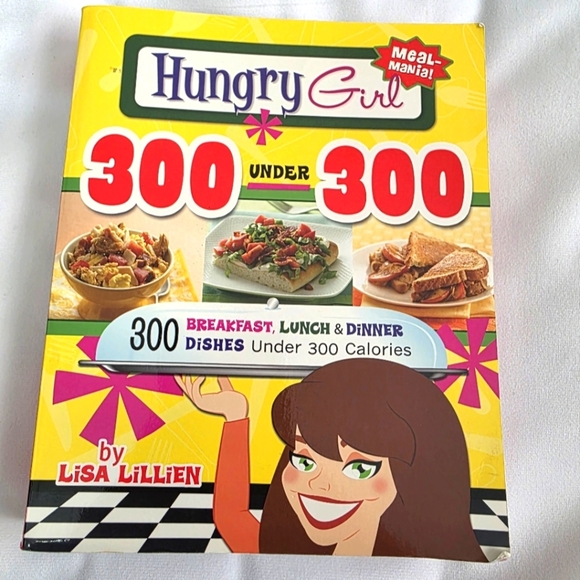 Hungry Girl
MEAL-
MANIA!
300 UNDER 300
300 BREAKFAST, LUNCH & DiNNER
DiSHES Under 300 Calories
by
LiSA LiLLiEN